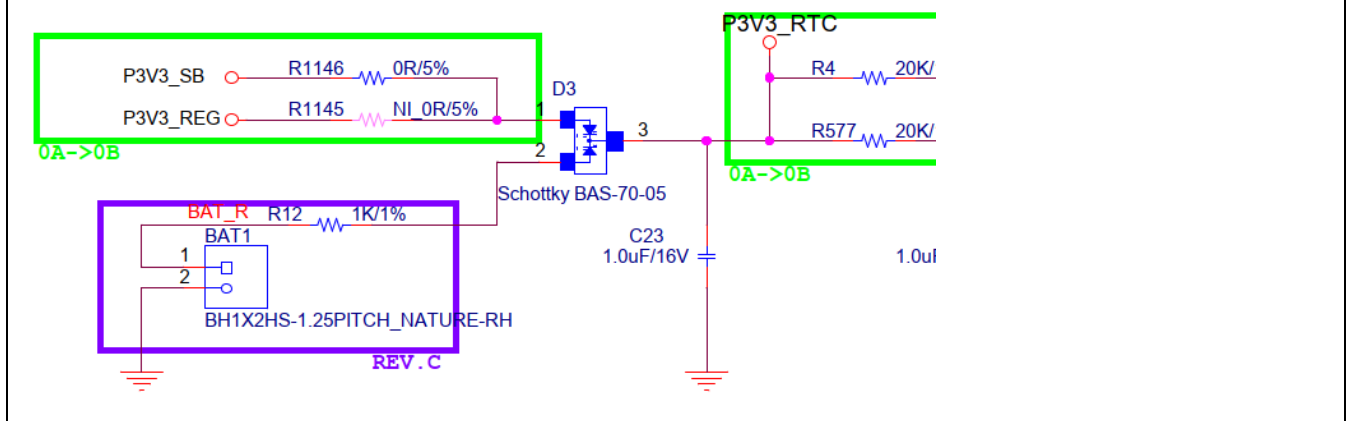 P3V3_RTC
P3V3_SB R1146 0R/5%
R4 20K/
D3
P3V3_REG R1145 NI_0R/5% 1
3 R577 20K/
0A->0B
2
0A->0B
Schottky BAS-70-05
BAT_R R12 1K/1%
BAT1
C23
1.0uF/16V
1.0uF
1
2
BH1X2HS-1.25PITCH_NATURE-RH
REV.C